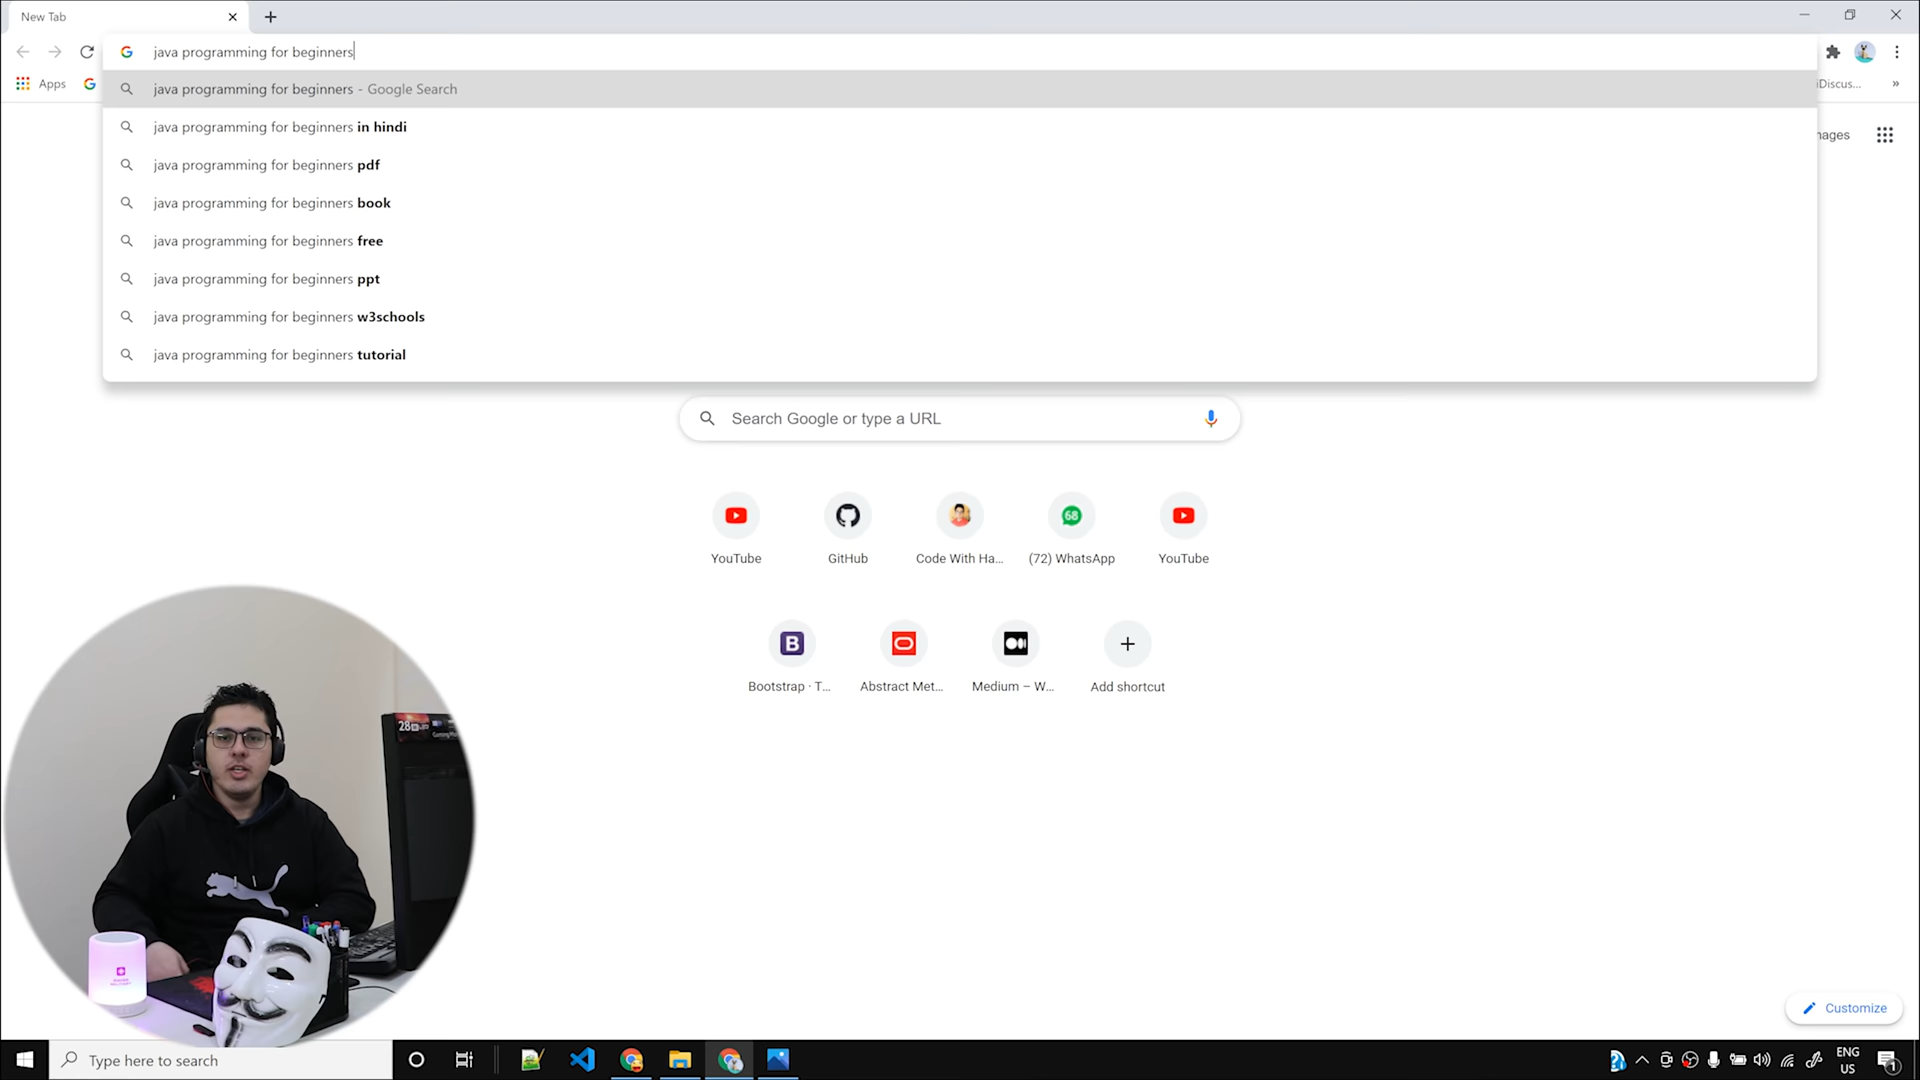 New Tab
java programming for beginners
Apps
iDiscus...
»
java programming for beginners - Google Search
java programming for beginners in hindi
java programming for beginners pdf
java programming for beginners book
java programming for beginners free
java programming for beginners ppt
java programming for beginners w3schools
java programming for beginners tutorial
mages
Search Google or type a URL
68
YouTube
GitHub
Code With Ha...
(72) WhatsApp
YouTube
B
Bootstrap · T...
Abstract Met...
Medium – W...
Add shortcut
28
Customize
Type here to search
ENG
US
1